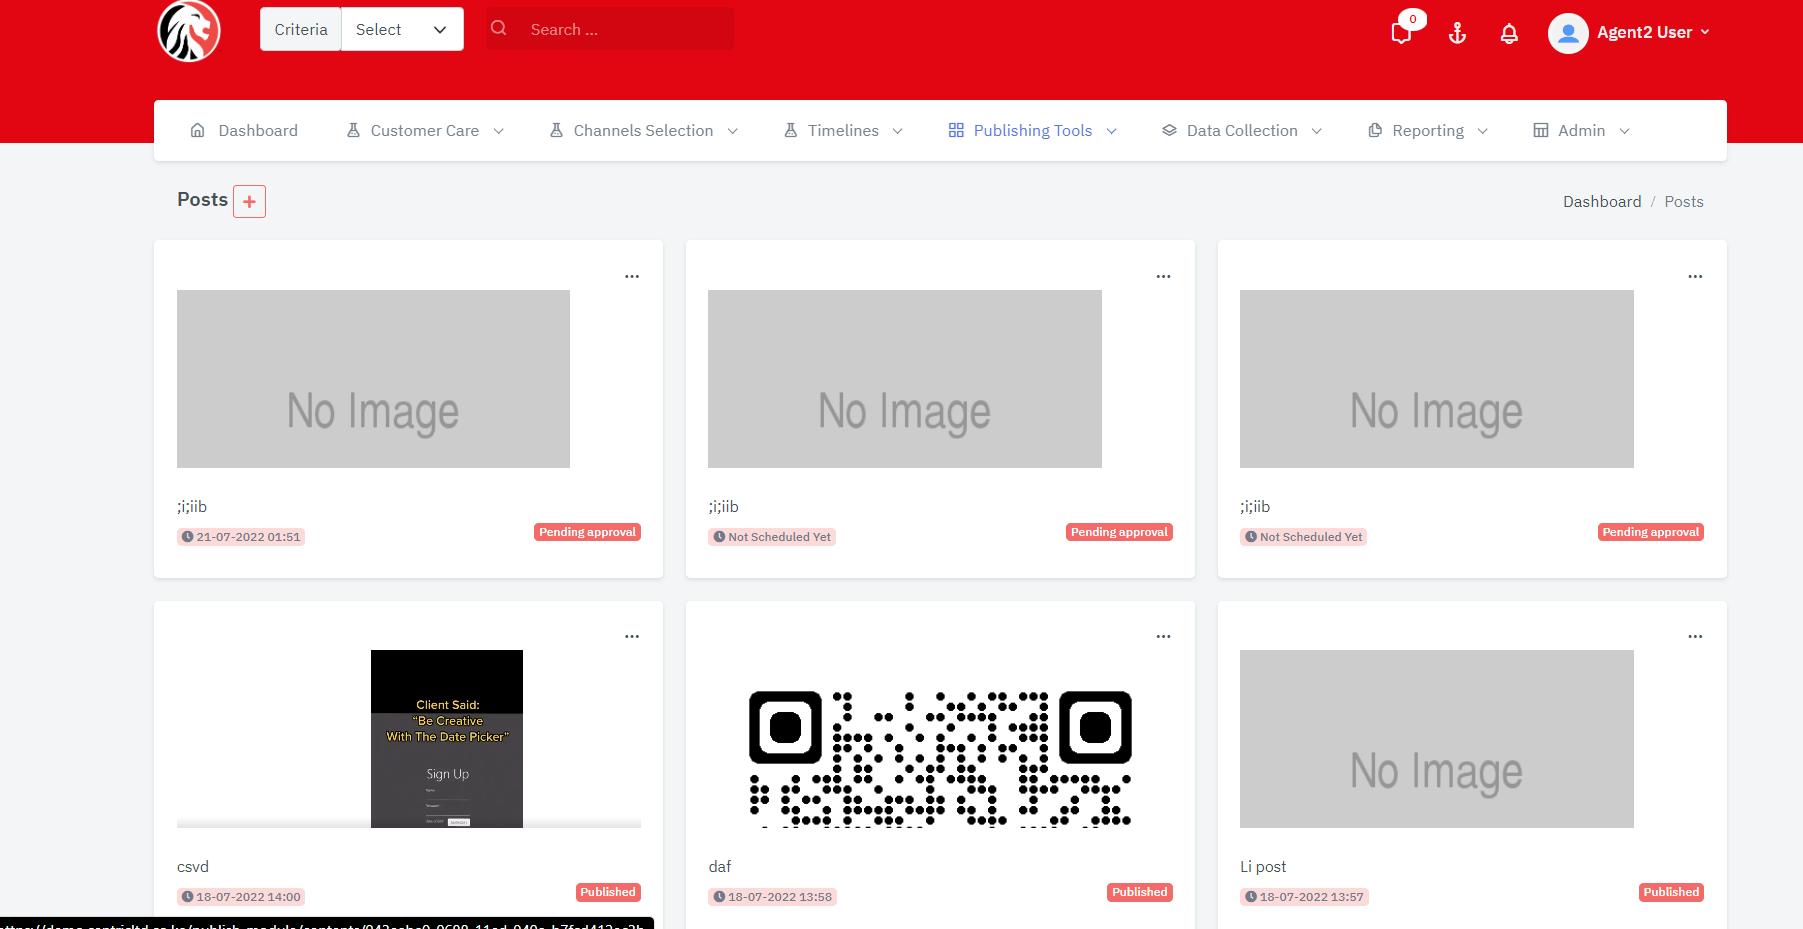 Criteria Select Search ... 0 Agent2 User
Dashboard Customer Care Channels Selection Timelines Publishing Tools Data Collection Reporting Admin
Posts + Dashboard / Posts
... ... ...
No Image No Image No Image
;i;iib ;i;iib ;i;iib
21-07-2022 01:51 Pending approval Not Scheduled Yet Pending approval Not Scheduled Yet Pending approval
... ... ...
Client Said:
“Be Creative
With The Date Picker”
Sign Up
No Image
csvd daf Li post
18-07-2022 14:00 Published 18-07-2022 13:58 Published 18-07-2022 13:57 Published